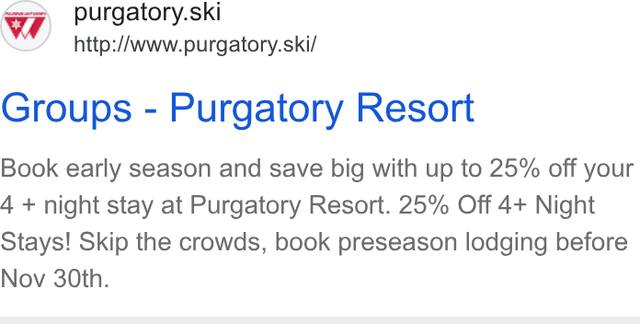 purgatory.ski
http://www.purgatory.ski/
Groups - Purgatory Resort
Book early season and save big with up to 25% off your
4 + night stay at Purgatory Resort. 25% Off 4+ Night
Stays! Skip the crowds, book preseason lodging before
Nov 30th.